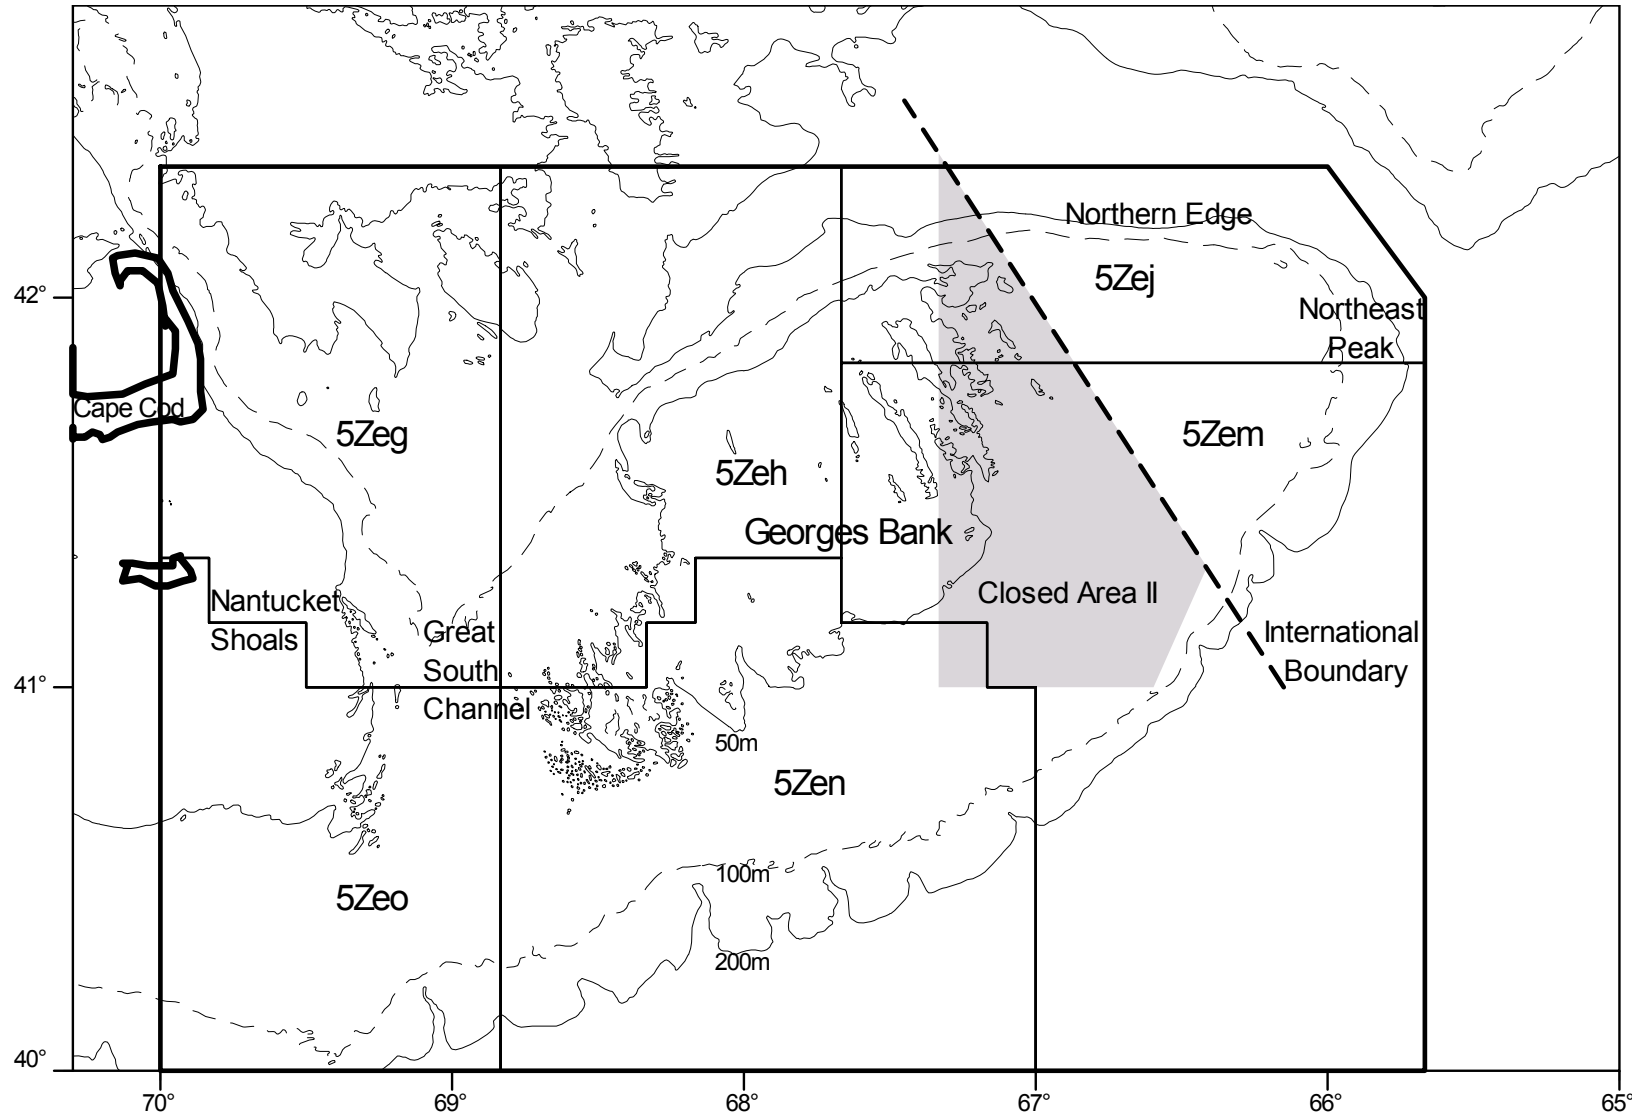 Northern Edge
5Zej
42°
Northeast
Peak
Cape Cod
5Zeg
5Zem
5Zeh
Georges Bank
Closed Area II
Nantucket
Shoals
Great
South
Channel
International
Boundary
41°
50m
5Zen
100m
5Zeo
200m
40°
70°
69°
68°
67°
66°
65°